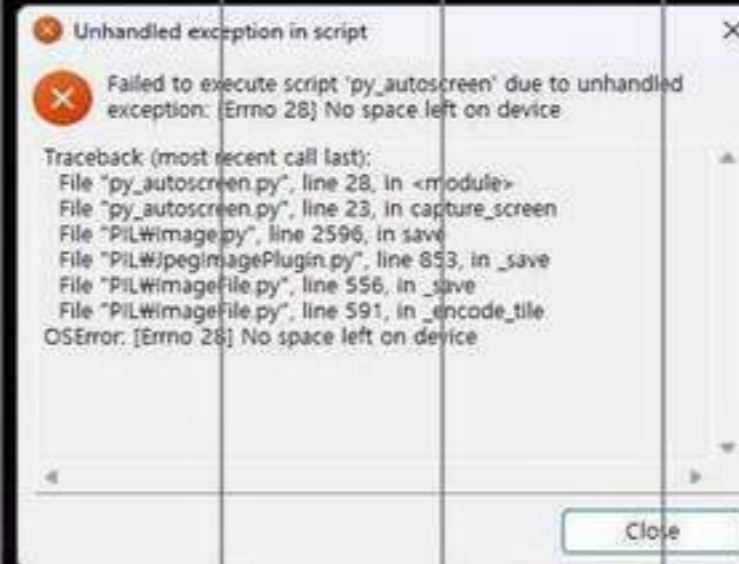 Unhandled exception in script
Failed to execute script 'py_autoscreen' due to unhandled
exception: [Errno 28] No space left on device
Traceback (most recent call last):
File "py_autoscreen.py", line 28, in <module>
File "py_autoscreen.py", line 23, in capture_screen
File "PIL₩Image.py", line 2596, in save
File "PIL₩JpegImagePlugin.py", line 853, in _save
File "PIL₩ImageFile.py", line 556, in _save
File "PIL₩ImageFile.py", line 591, in _encode_tile
OSError: [Errno 28] No space left on device
Close